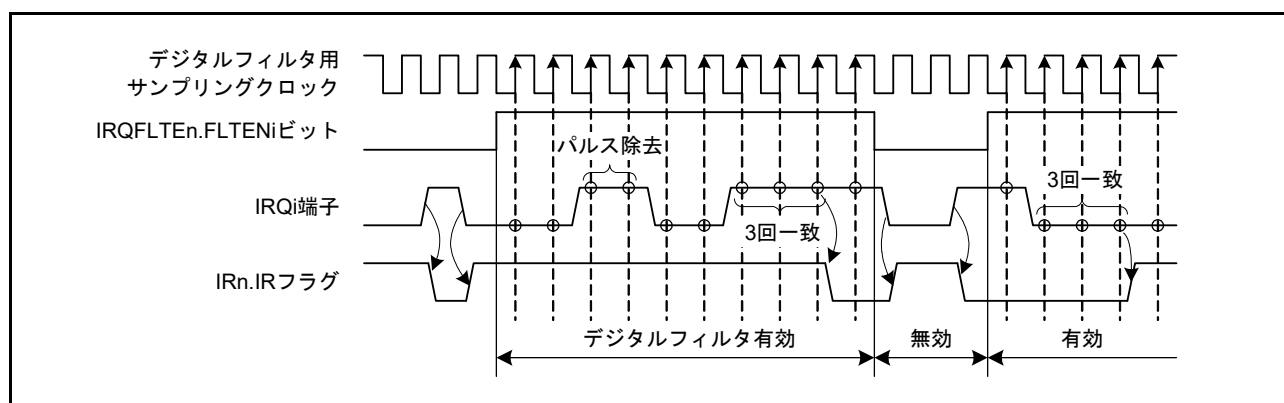 デジタルフィルタ用
サンプリングクロック
IRQFLTEn.FLTENiビット
パルス除去
IRQi端子
3回一致
3回一致
IRn.IRフラグ
デジタルフィルタ有効
無効
有効